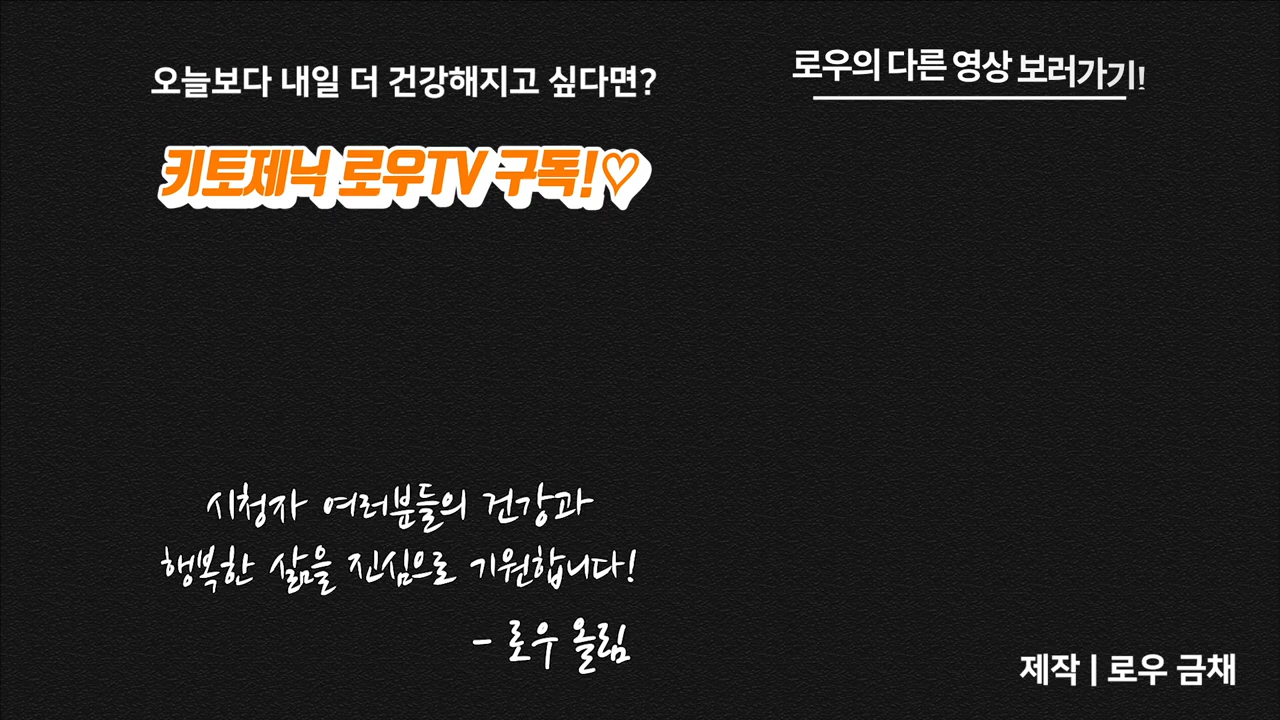 오늘보다 내일 더 건강해지고 싶다면?
키토제닉 로우TV 구독!♡
로우의 다른 영상 보러가기!
시청자 여러분들의 건강과
행복한 삶을 진심으로 기원합니다!
- 로우 올림
제작 | 로우 금채